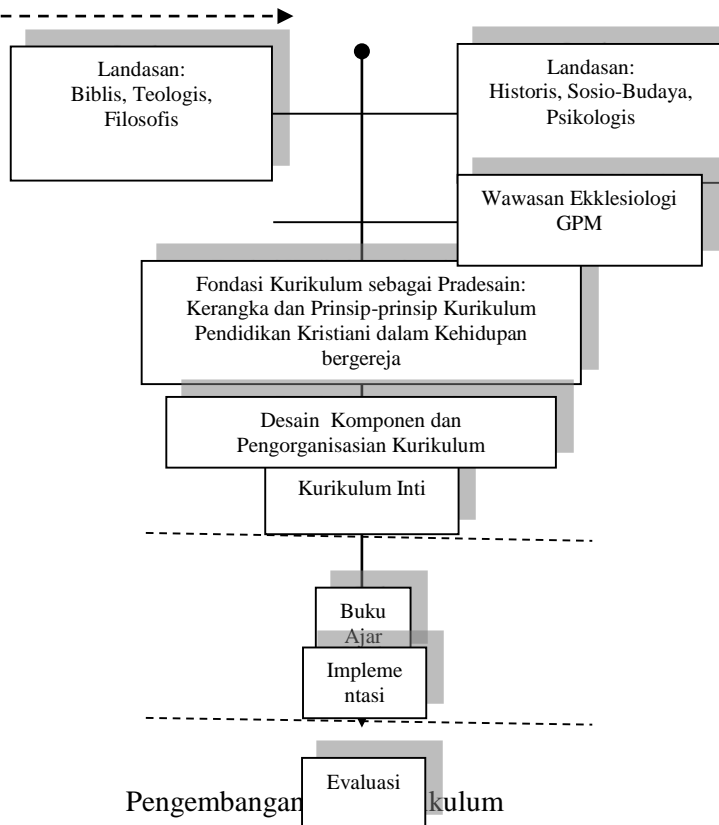 Landasan:
Biblis, Teologis,
Filosofis
Landasan:
Historis, Sosio-Budaya,
Psikologis
Wawasan Ekklesiologi
GPM
Fondasi Kurikulum sebagai Pradesain:
Kerangka dan Prinsip-prinsip Kurikulum
Pendidikan Kristiani dalam Kehidupan
bergereja
Desain Komponen dan
Pengorganisasian Kurikulum
Kurikulum Inti
Buku
Ajar
Impleme
ntasi
Evaluasi
Pengembangan kulum